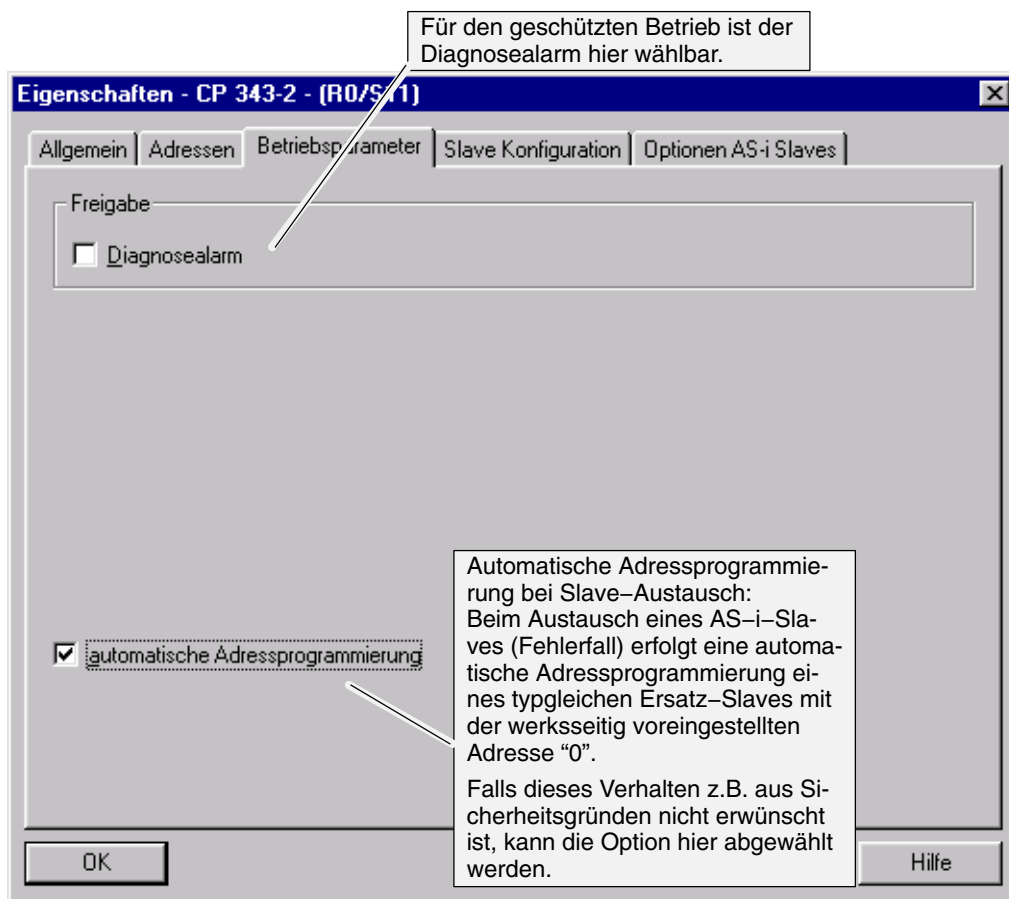 Für den geschützten Betrieb ist der
Diagnosealarm hier wählbar.
Eigenschaften - CP 343-2 - (R0/S11)
Allgemein
Adressen
Betriebsparameter
Slave Konfiguration
Optionen AS-i Slaves
Freigabe
Diagnosealarm
automatische Adressprogrammierung
Automatische Adressprogrammie-
rung bei Slave–Austausch:
Beim Austausch eines AS–i–Sla-
ves (Fehlerfall) erfolgt eine automa-
tische Adressprogrammierung ei-
nes typgleichen Ersatz–Slaves mit
der werksseitig voreingestellten
Adresse “0”.
Falls dieses Verhalten z.B. aus Si-
cherheitsgründen nicht erwünscht
ist, kann die Option hier abgewählt
werden.
OK
Hilfe